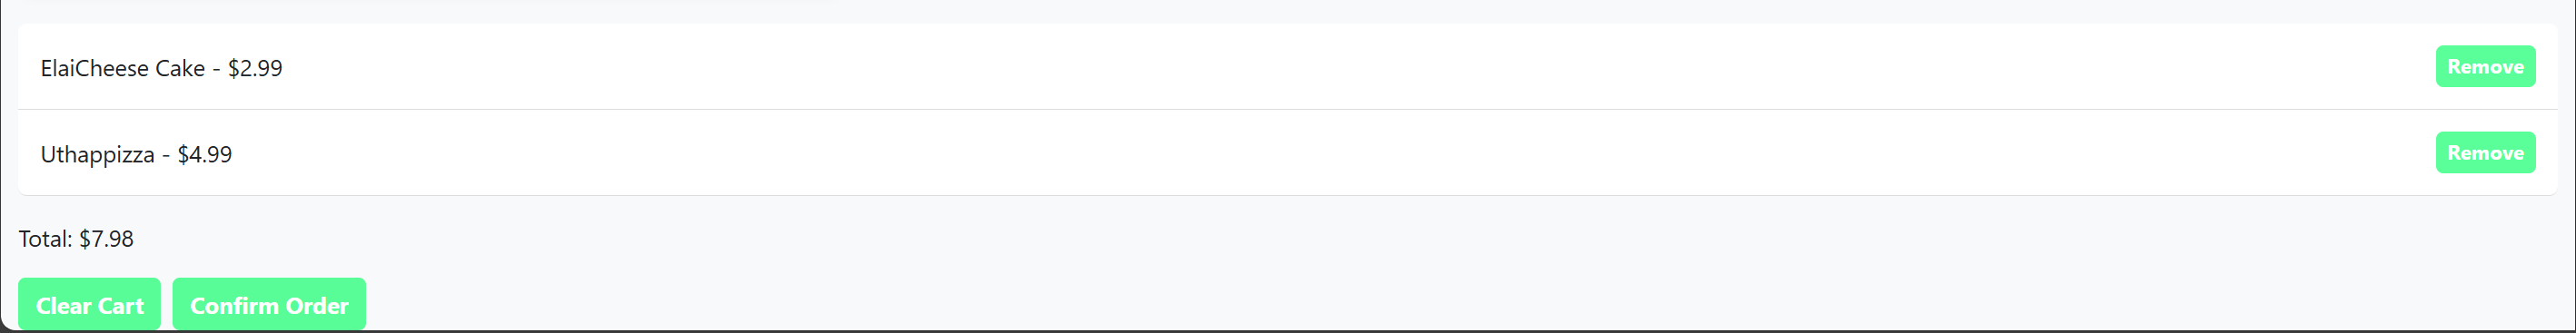 ElaiCheese Cake - $2.99
Remove
Uthappizza - $4.99
Remove
Total: $7.98
Clear Cart
Confirm Order